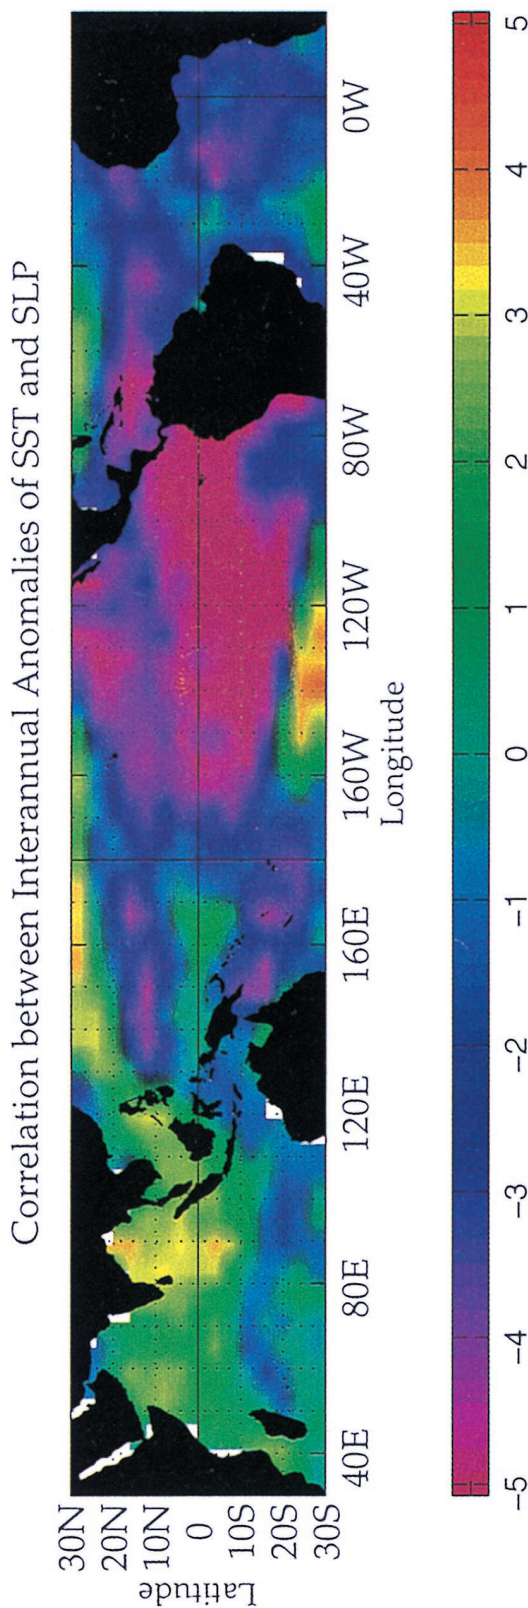 Correlation between Interannual Anomalies of SST and SLP
30N
20N
10N
0
10S
20S
30S
Latitude
40E 80E 120E 160E 160W 120W 80W 40W 0W
Longitude
−5 −4 −3 −2 −1 0 1 2 3 4 5